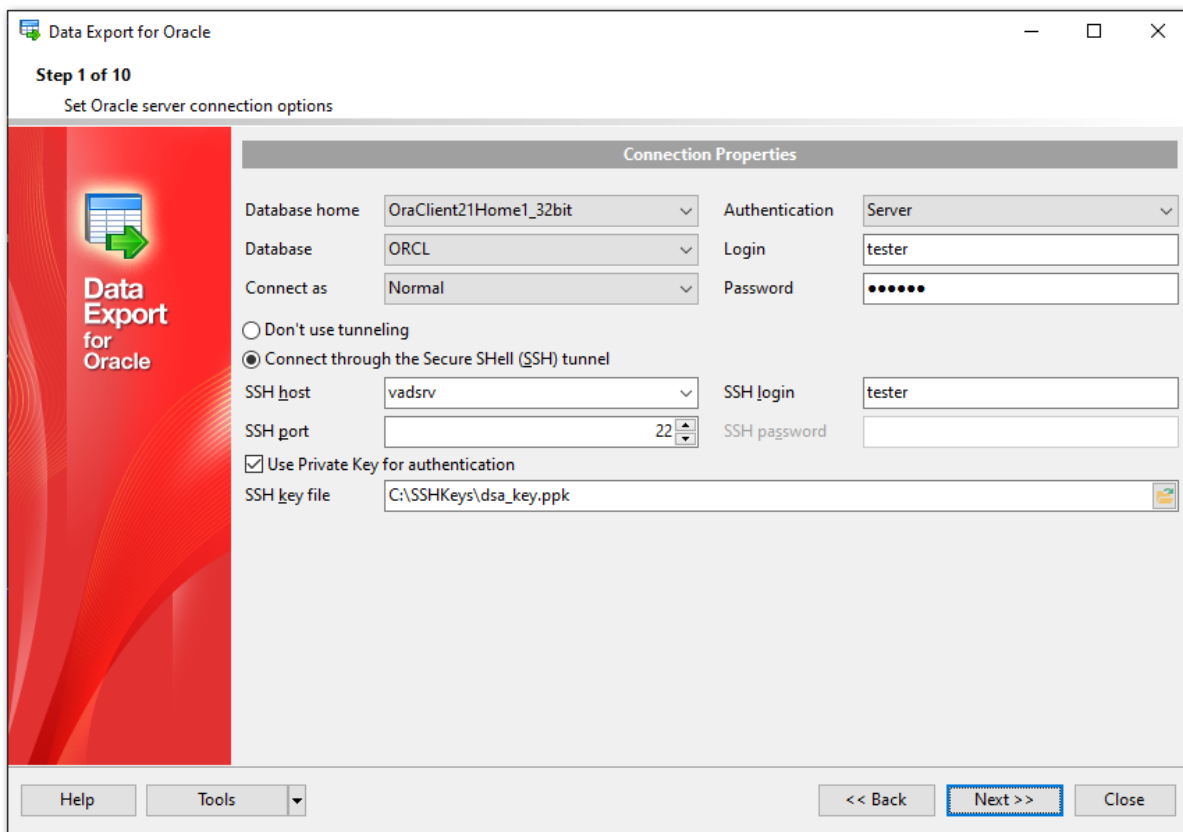 Data Export for Oracle
Step 1 of 10
Set Oracle server connection options
Data
Export
for
Oracle
Connection Properties
Database home OraClient21Home1_32bit Authentication Server
Database ORCL Login tester
Connect as Normal Password ••••••
Don't use tunneling
Connect through the Secure SHell (SSH) tunnel
SSH host vadsrv SSH login tester
SSH port 22 SSH password
Use Private Key for authentication
SSH key file C:\SSHKeys\dsa_key.ppk
Help Tools << Back Next >> Close